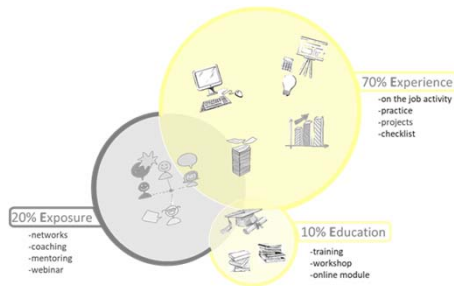 70% Experience
-on the job activity
-practice
-projects
-checklist
20% Exposure
-networks
-coaching
-mentoring
-webinar
10% Education
-training
-workshop
-online module